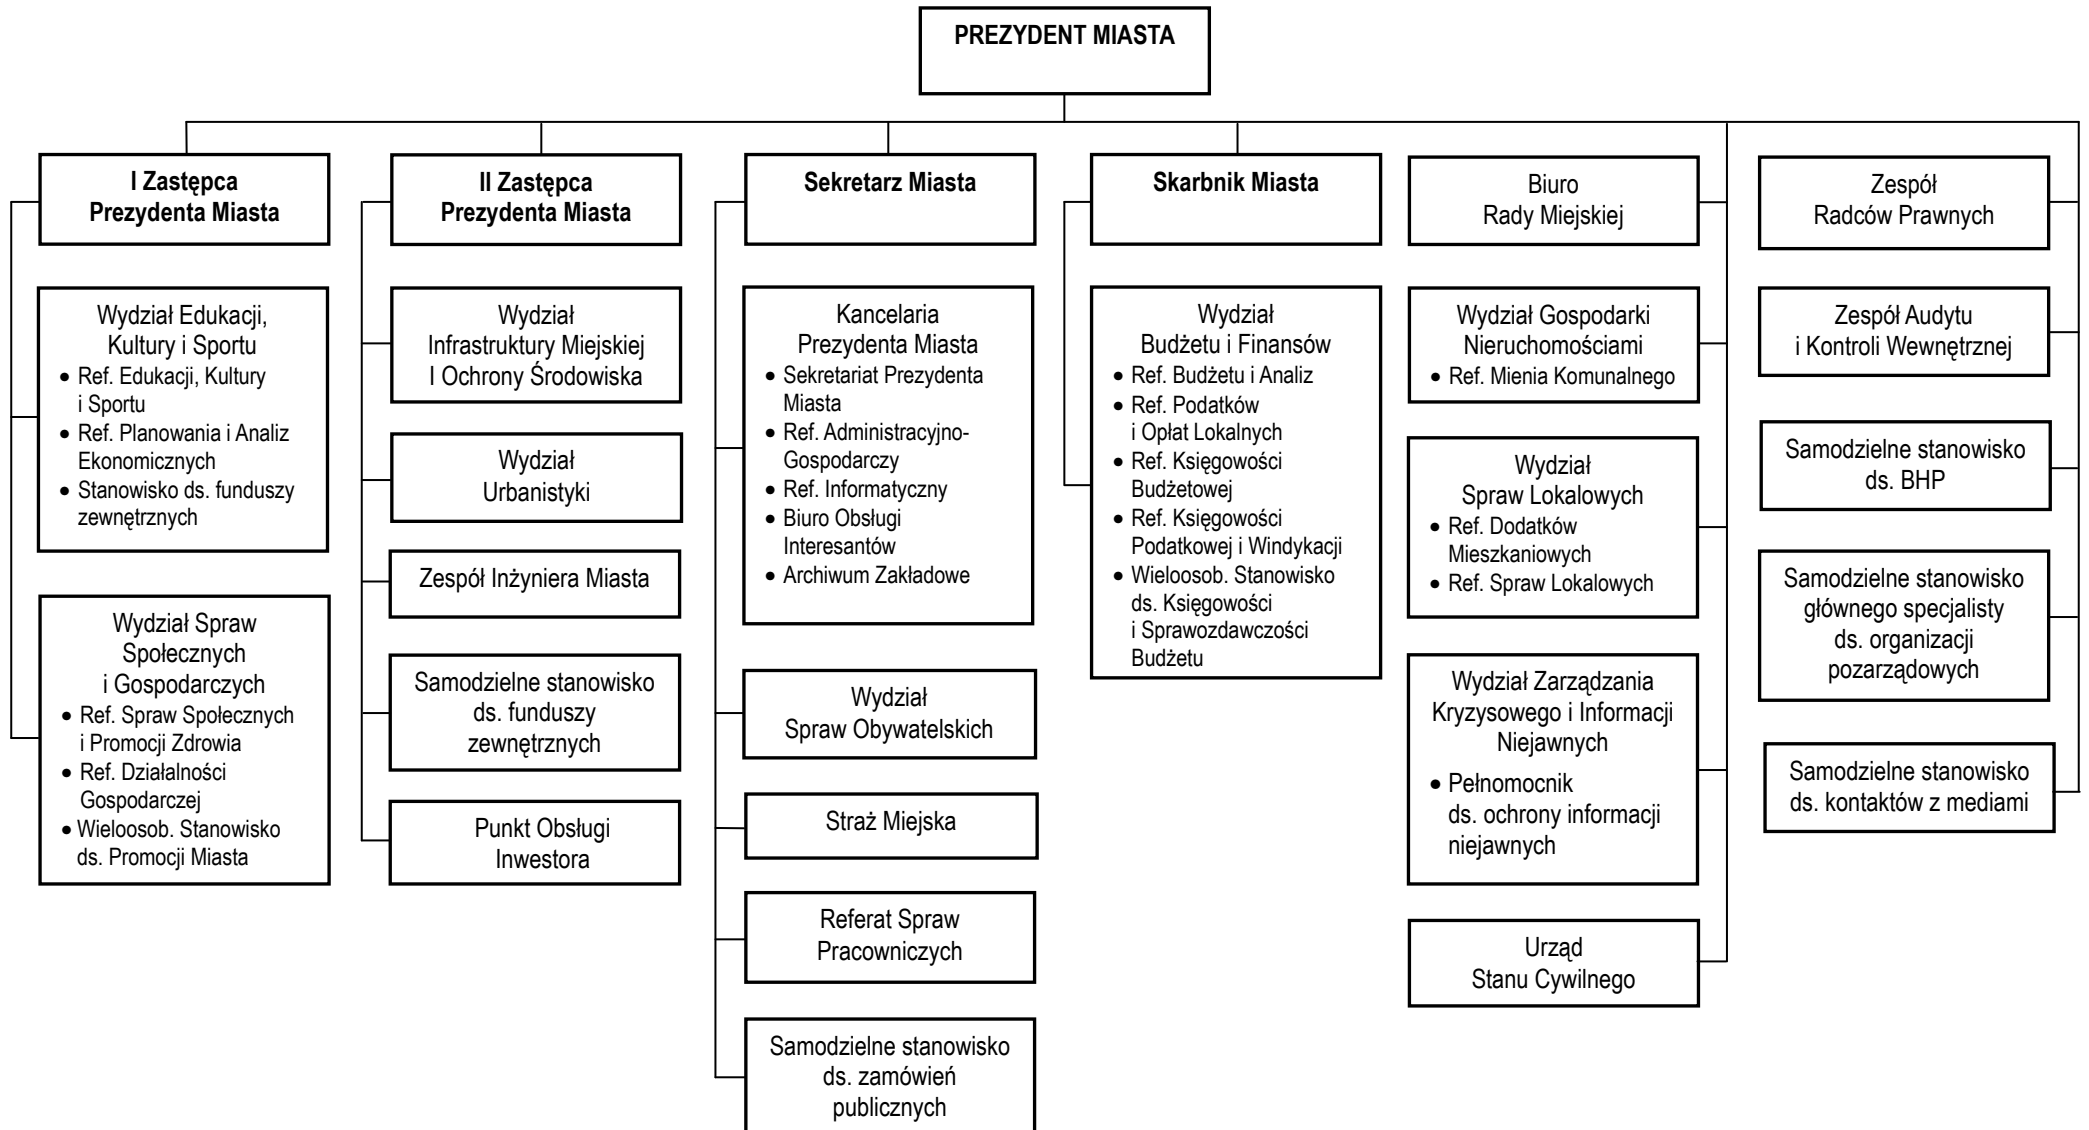 PREZYDENT MIASTA
I Zastępca
Prezydenta Miasta
Wydział Edukacji,
Kultury i Sportu
• Ref. Edukacji, Kultury
i Sportu
• Ref. Planowania i Analiz
Ekonomicznych
• Stanowisko ds. funduszy
zewnętrznych
Wydział Spraw
Społecznych
i Gospodarczych
• Ref. Spraw Społecznych
i Promocji Zdrowia
• Ref. Działalności
Gospodarczej
• Wieloosob. Stanowisko
ds. Promocji Miasta
II Zastępca
Prezydenta Miasta
Wydział
Infrastruktury Miejskiej
I Ochrony Środowiska
Wydział
Urbanistyki
Zespół Inżyniera Miasta
Samodzielne stanowisko
ds. funduszy
zewnętrznych
Punkt Obsługi
Inwestora
Sekretarz Miasta
Kancelaria
Prezydenta Miasta
• Sekretariat Prezydenta
Miasta
• Ref. Administracyjno-
Gospodarczy
• Ref. Informatyczny
• Biuro Obsługi
Interesantów
• Archiwum Zakładowe
Wydział
Spraw Obywatelskich
Straż Miejska
Referat Spraw
Pracowniczych
Samodzielne stanowisko
ds. zamówień
publicznych
Skarbnik Miasta
Wydział
Budżetu i Finansów
• Ref. Budżetu i Analiz
• Ref. Podatków
i Opłat Lokalnych
• Ref. Księgowości
Budżetowej
• Ref. Księgowości
Podatkowej i Windykacji
• Wieloosob. Stanowisko
ds. Księgowości
i Sprawozdawczości
Budżetu
Biuro
Rady Miejskiej
Wydział Gospodarki
Nieruchomościami
• Ref. Mienia Komunalnego
Wydział
Spraw Lokalowych
• Ref. Dodatków
Mieszkaniowych
• Ref. Spraw Lokalowych
Wydział Zarządzania
Kryzysowego i Informacji
Niejawnych
• Pełnomocnik
ds. ochrony informacji
niejawnych
Urząd
Stanu Cywilnego
Zespół
Radców Prawnych
Zespół Audytu
i Kontroli Wewnętrznej
Samodzielne stanowisko
ds. BHP
Samodzielne stanowisko
głównego specjalisty
ds. organizacji
pozarządowych
Samodzielne stanowisko
ds. kontaktów z mediami